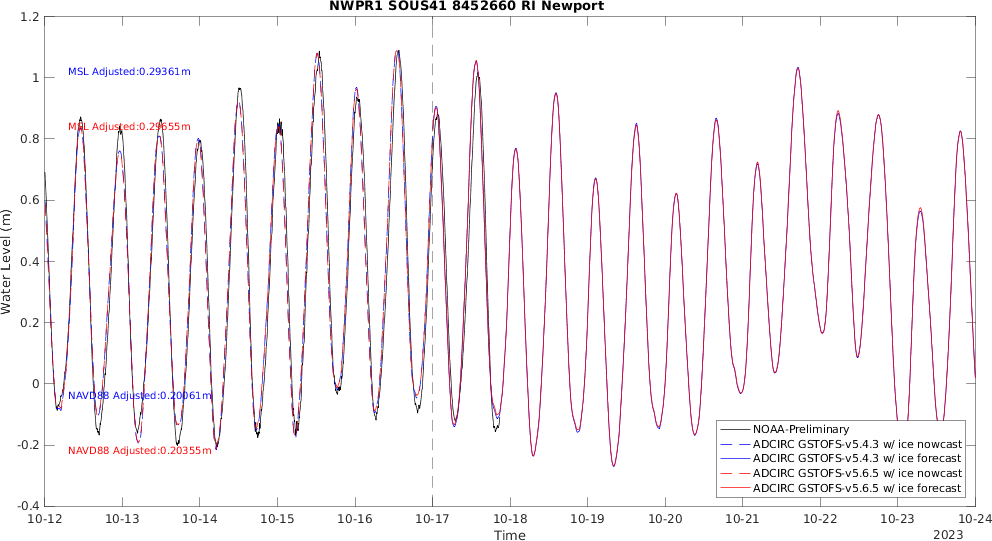 NWPR1 SOUS41 8452660 RI Newport
1.2
1
0.8
0.6
0.4
0.2
0
-0.2
-0.4
Water Level (m)
MSL Adjusted:0.29361m
MSL Adjusted:0.29655m
NAVD88 Adjusted:0.20061m
NAVD88 Adjusted:0.20355m
NOAA-Preliminary
ADCIRC GSTOFS-v5.4.3 w/ ice nowcast
ADCIRC GSTOFS-v5.4.3 w/ ice forecast
ADCIRC GSTOFS-v5.6.5 w/ ice nowcast
ADCIRC GSTOFS-v5.6.5 w/ ice forecast
10-12 10-13 10-14 10-15 10-16 10-17 10-18 10-19 10-20 10-21 10-22 10-23 10-24
Time
2023